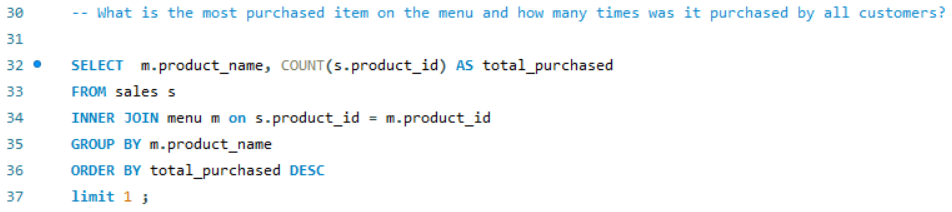 30 -- What is the most purchased item on the menu and how many times was it purchased by all customers?
31
32 SELECT m.product_name, COUNT(s.product_id) AS total_purchased
33 FROM sales s
34 INNER JOIN menu m on s.product_id = m.product_id
35 GROUP BY m.product_name
36 ORDER BY total_purchased DESC
37 limit 1 ;